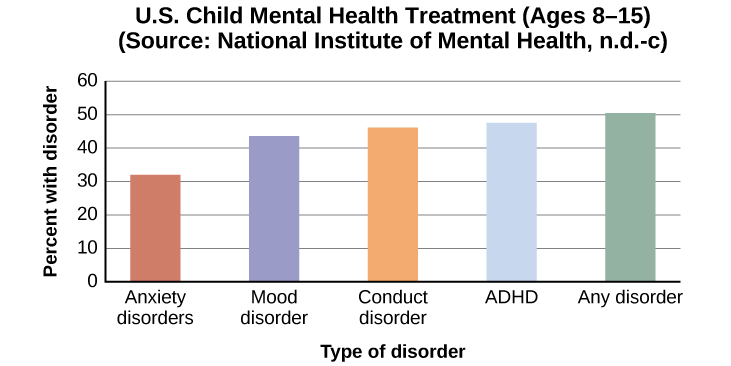 U.S. Child Mental Health Treatment (Ages 8–15)
(Source: National Institute of Mental Health, n.d.-c)
Percent with disorder
60
50
40
30
20
10
0
Anxiety
disorders
Mood
disorder
Conduct
disorder
ADHD
Any disorder
Type of disorder